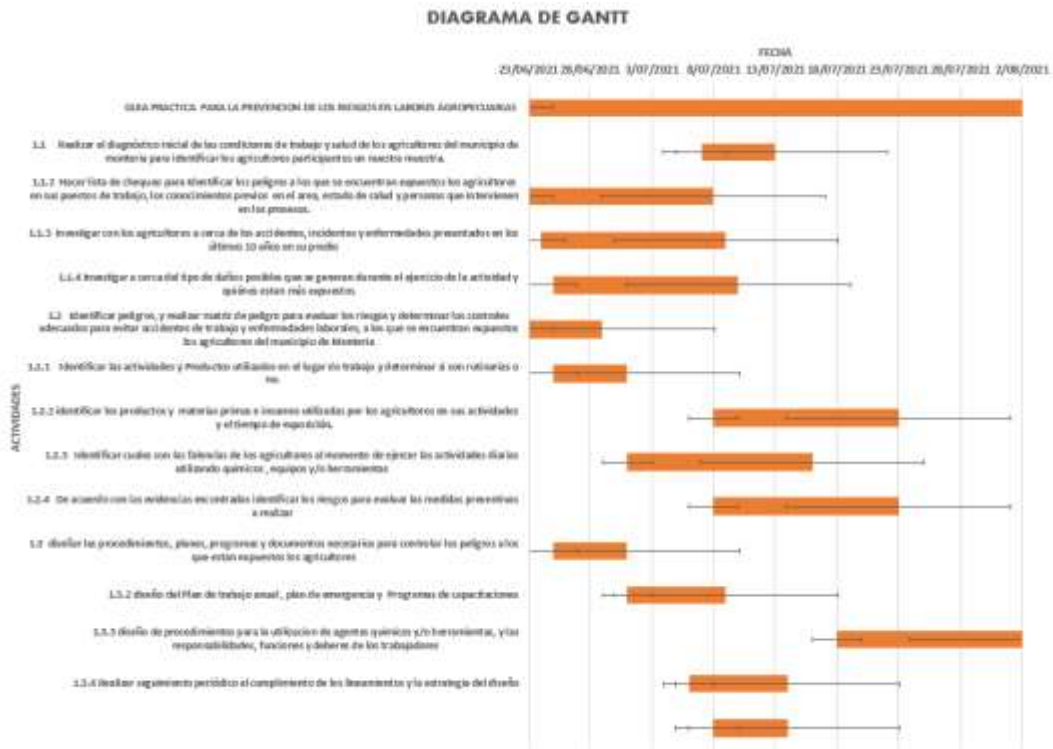 DIAGRAMA DE GANTT
FECHA
23/06/2021 28/06/2021 3/07/2021 8/07/2021 13/07/2021 18/07/2021 23/07/2021 28/07/2021 2/08/2021
GUIA PRACTICA PARA LA PREVENCION DE LOS RIESGOS EN LABORES AGROPECUARIAS
1.1 Realizar el diagnóstico inicial de las condiciones de trabajo y salud de los agricultores del municipio de
montería para identificar los agricultores participantes en nuestra muestra.
1.1.2 Hacer lista de chequeo para identificar los peligros a los que se encuentran expuestos los agricultores
en sus puestos de trabajo, los conocimientos previos en el area, estado de salud y personas que intervienen
en los procesos.
1.1.3 Investigar con los agricultores a cerca de los accidentes, incidentes y enfermedades presentados en los
últimos 10 años en su predio
1.1.4 Investigar a cerca del tipo de daños posibles que se generan durante el ejercicio de la actividad y
quiénes estan más expuestos
1.2 Identificar peligros, y realizar matriz de peligro para evaluar los riesgos y determinar los controles
adecuados para evitar accidentes de trabajo y enfermedades laborales, a los que se encuentran expuestos
los agricultores del municipio de Monteria
1.2.1 Identificar las actividades y Productos utilizados en el lugar de trabajo y determinar si son rutinarias o
no.
ACTIVIDADES
1.2.2 identificar los productos y materias primas e insumos utilizadas por los agricultores en sus actividades
y el tiempo de exposición.
1.2.3 Identificar cuales son las falencias de los agricultores al momento de ejercer las actividades diarias
utilizando quimicos , equipos y/o herramientas
1.2.4 De acuerdo con las evidencias encontradas identificar los riesgos para evaluar las medidas preventivas
a realizar
1.3 diseñar los procedimientos, planes, programas y documentos necesarios para controlar los peligros a los
que estan expuestos los agricultores
1.3.2 diseño del Plan de trabajo anual , plan de emergencia y Programas de capacitaciones
1.3.3 diseño de procedimientos para la utilizacion de agentes quimicos y/o herramientas, y las
responsabilidades, funciones y deberes de los trabajadores
1.3.4 Realizar seguimiento periódico al cumplimiento de los lineamientos y la estrategia del diseño